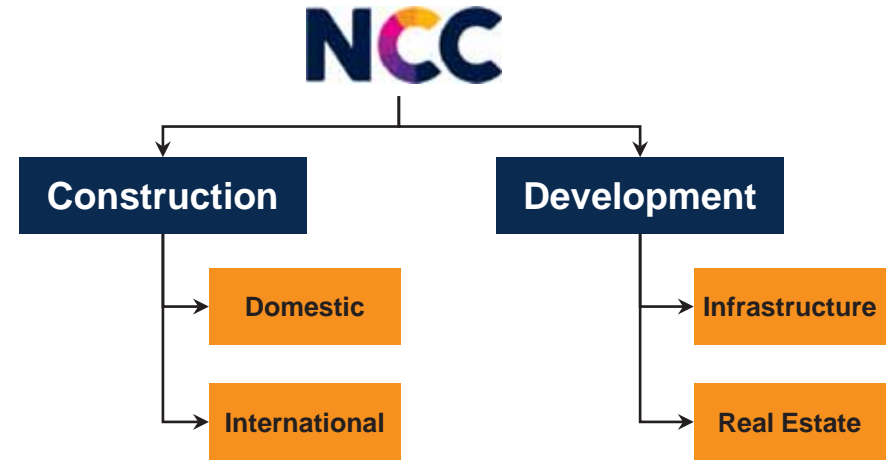 NCC
Construction
Development
Domestic
Infrastructure
International
Real Estate